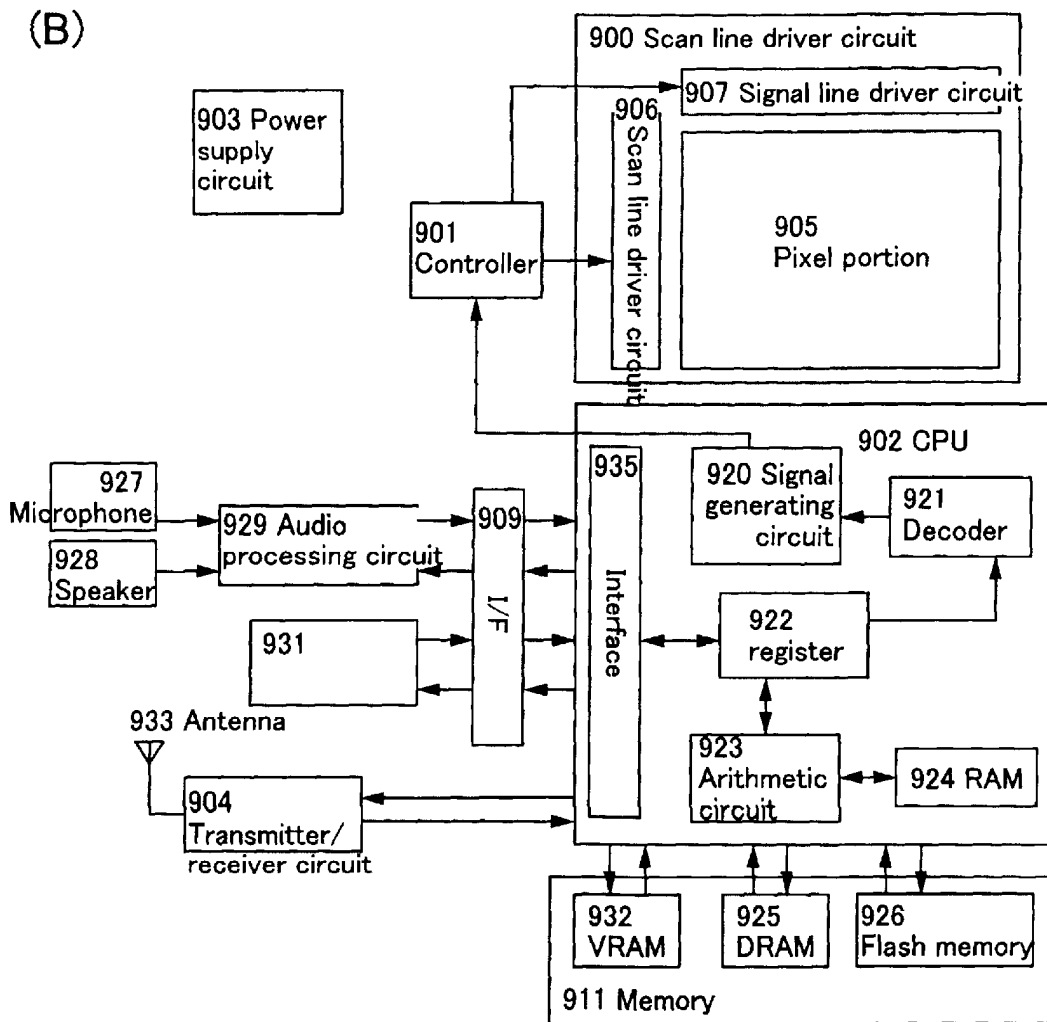 (B)
900 Scan line driver circuit
907 Signal line driver circuit
906
Scan line driver circuit
905
Pixel portion
903 Power
supply
circuit
901
Controller
902 CPU
935
Interface
920 Signal
generating
circuit
921
Decoder
922
register
923
Arithmetic
circuit
924 RAM
927
Microphone
928
Speaker
929 Audio
processing circuit
909
I/F
931
933 Antenna
904
Transmitter/
receiver circuit
932
VRAM
925
DRAM
926
Flash memory
911 Memory